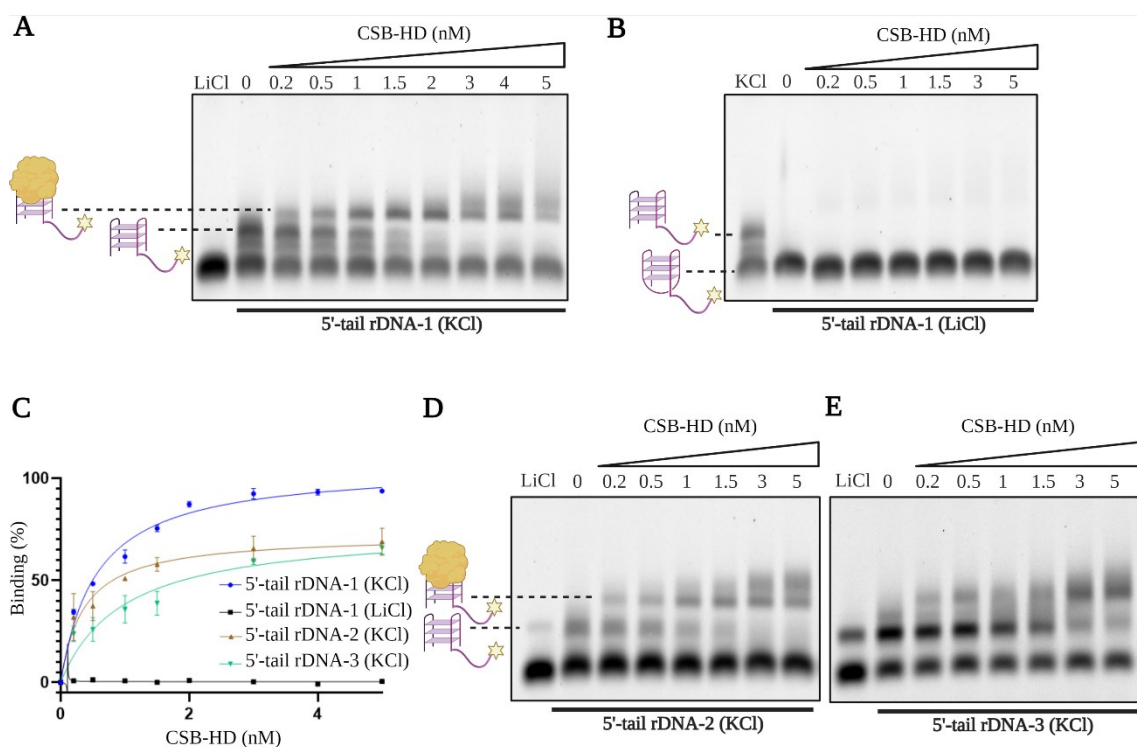 A
CSB-HD (nM)
LiCl 0 0.2 0.5 1 1.5 2 3 4 5
5'-tail rDNA-1 (KCl)
B
CSB-HD (nM)
KCl 0 0.2 0.5 1 1.5 3 5
5'-tail rDNA-1 (LiCl)
C
100
50
0
Binding (%)
0 2 4
CSB-HD (nM)
5'-tail rDNA-1 (KCl)
5'-tail rDNA-1 (LiCl)
5'-tail rDNA-2 (KCl)
5'-tail rDNA-3 (KCl)
D
CSB-HD (nM)
LiCl 0 0.2 0.5 1 1.5 3 5
5'-tail rDNA-2 (KCl)
E
CSB-HD (nM)
LiCl 0 0.2 0.5 1 1.5 3 5
5'-tail rDNA-3 (KCl)